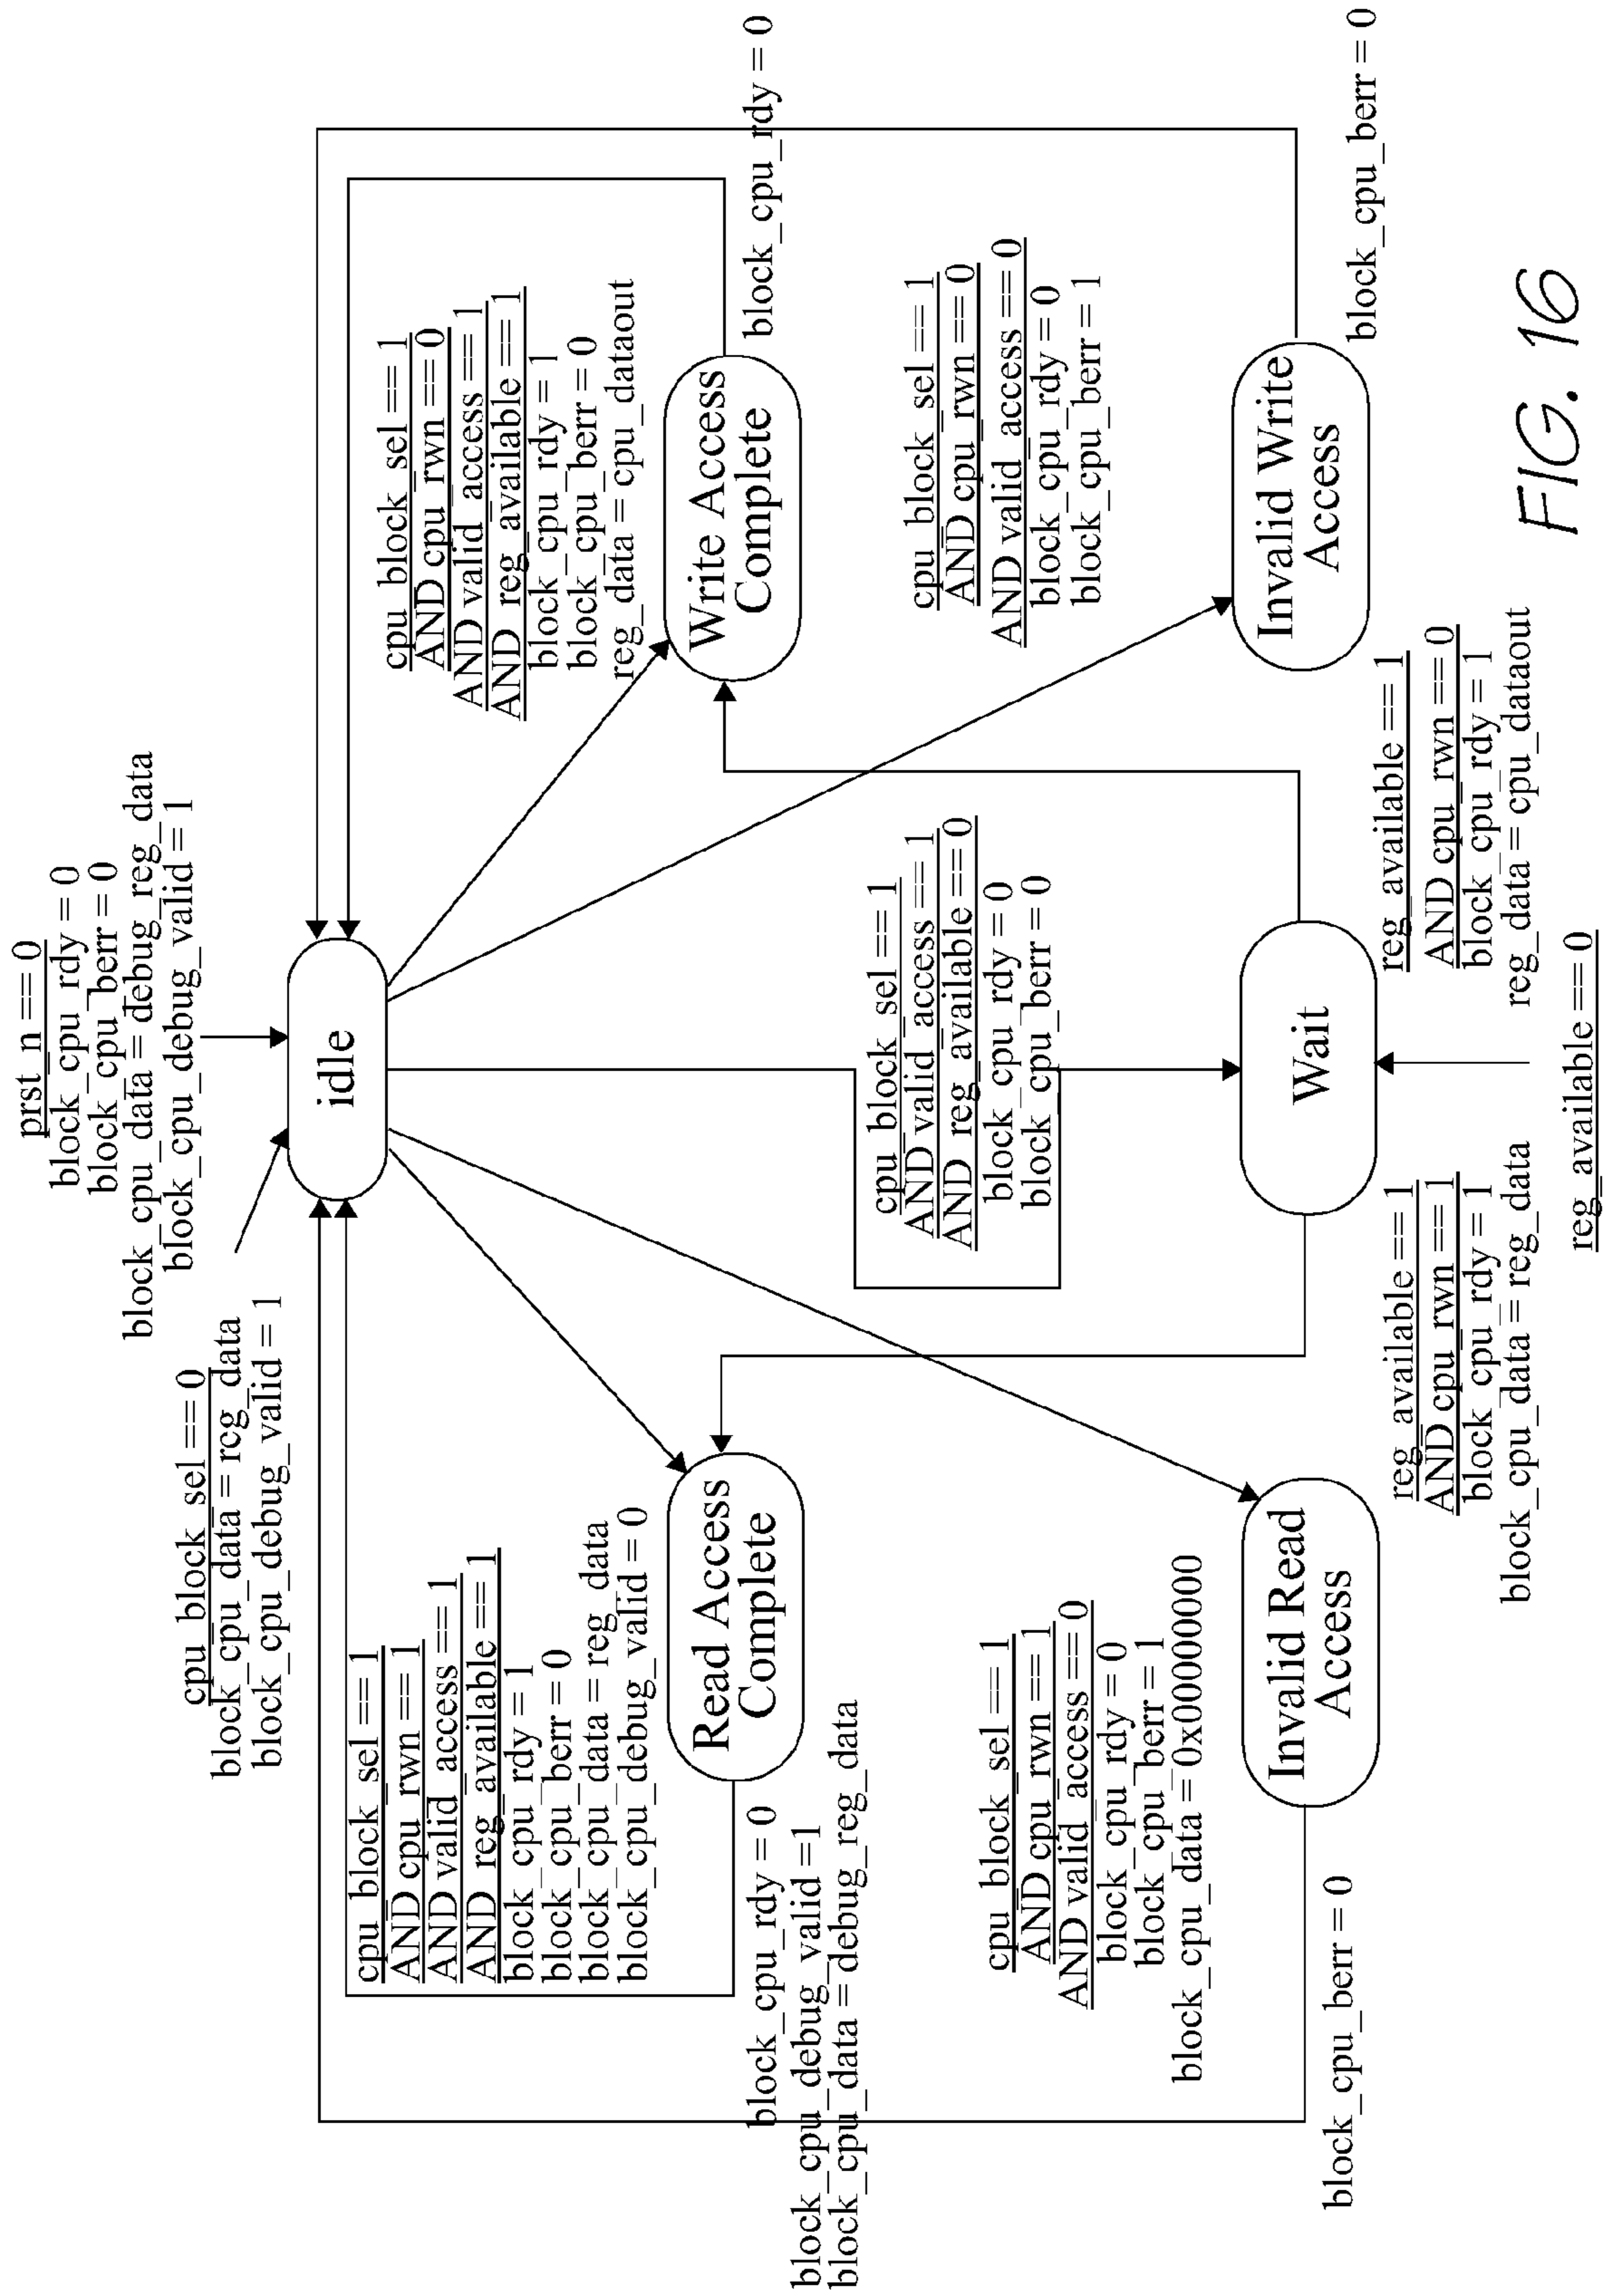 prst_n == 0
block_cpu_rdy = 0
block_cpu_berr = 0
block_cpu_data = debug_reg_data
block_cpu_debug_valid = 1
cpu_block_sel == 0
block_cpu_data = reg_data
block_cpu_debug_valid = 1
idle
cpu_block_sel == 1
AND cpu_rwn == 1
AND valid_access == 1
AND reg_available == 1
block_cpu_rdy = 1
block_cpu_berr = 0
block_cpu_data = reg_data
block_cpu_debug_valid = 0
cpu_block_sel == 1
AND cpu_rwn == 0
AND valid_access == 1
AND reg_available == 1
block_cpu_rdy = 1
block_cpu_berr = 0
reg_data = cpu_dataout
Read Access
Complete
Write Access
Complete
block_cpu_rdy = 0
block_cpu_debug_valid =1
block_cpu_data = debug_reg_data
block_cpu_rdy = 0
cpu_block_sel == 1
AND valid_access == 1
AND reg_available == 0
block_cpu_rdy = 0
block_cpu_berr = 0
cpu_block_sel == 1
AND cpu_rwn == 1
AND valid_access == 0
block_cpu_rdy = 0
block_cpu_berr = 1
block_cpu_data = 0x00000000
cpu_block_sel == 1
AND cpu_rwn == 0
AND valid_access == 0
block_cpu_rdy = 0
block_cpu_berr = 1
Invalid Read
Access
Wait
Invalid Write
Access
block_cpu_berr = 0
reg_available == 1
AND cpu_rwn == 1
block_cpu_rdy = 1
block_cpu_data = reg_data
reg_available == 1
AND cpu_rwn == 0
block_cpu_rdy = 1
reg_data = cpu_dataout
block_cpu_berr = 0
reg_available == 0
FIG. 16